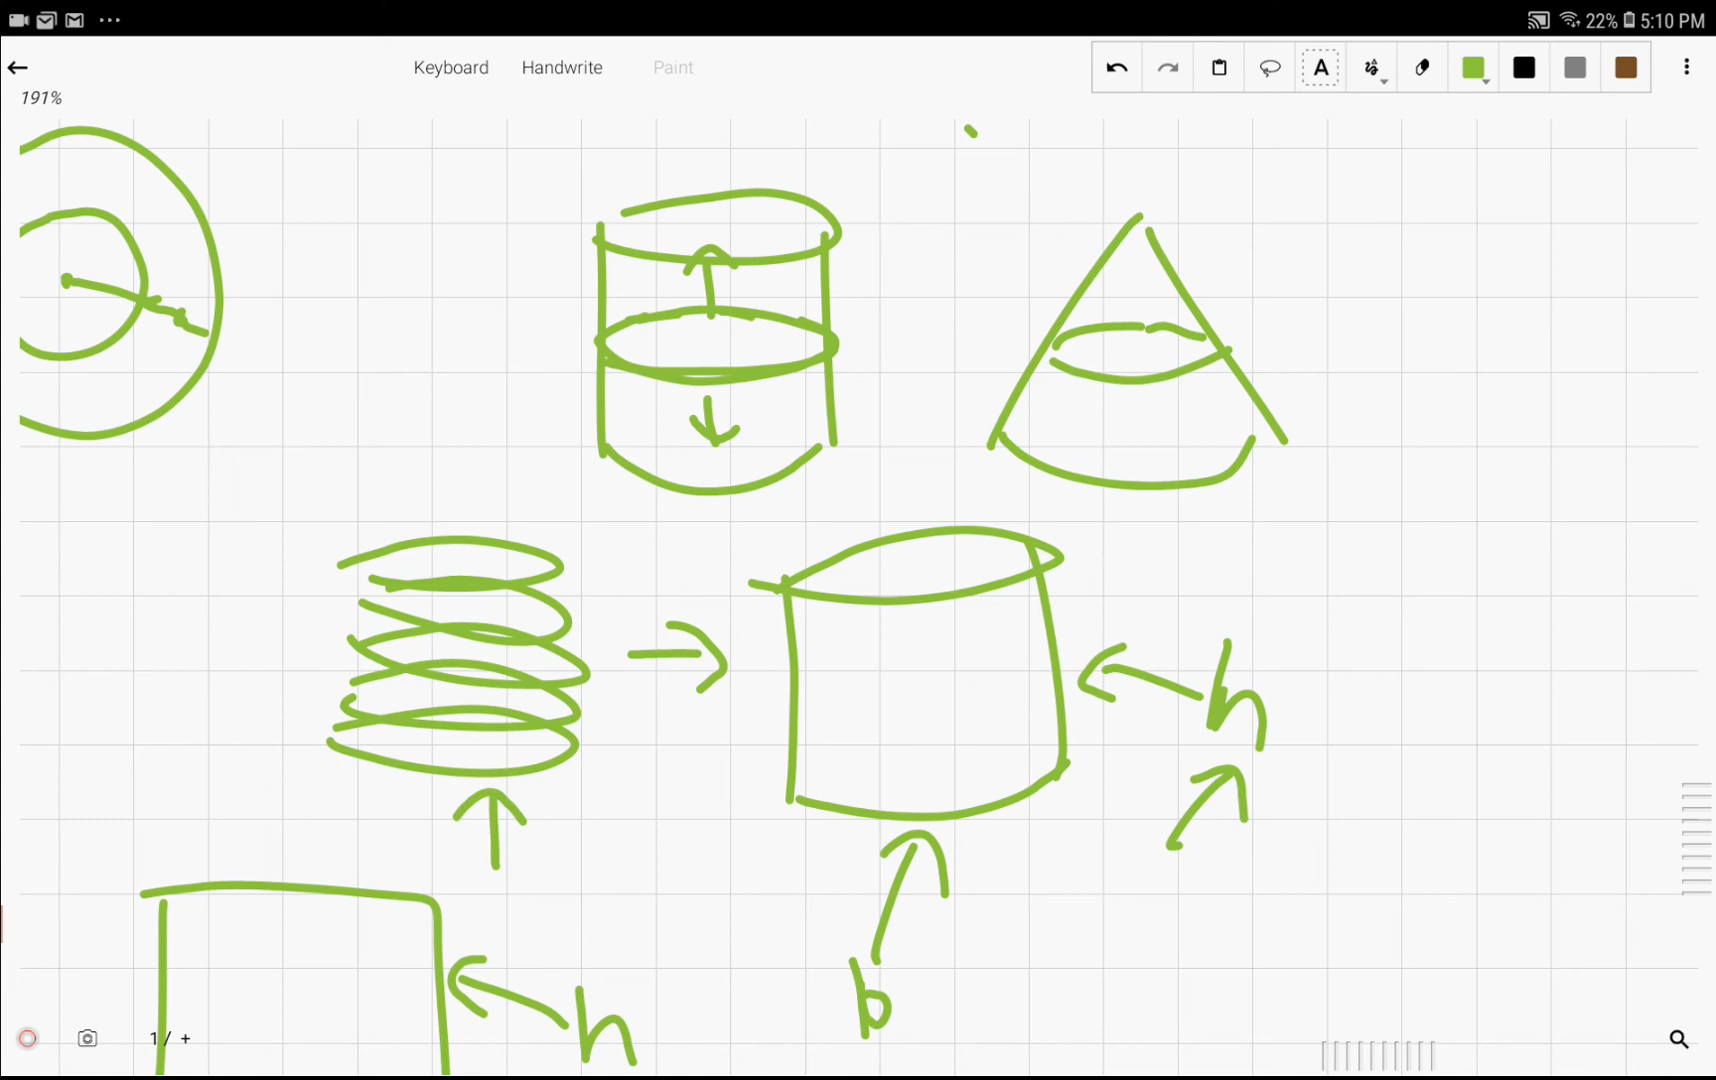 22% 5:10 PM
Keyboard Handwrite Paint A
191%
h
b
h
1 / +